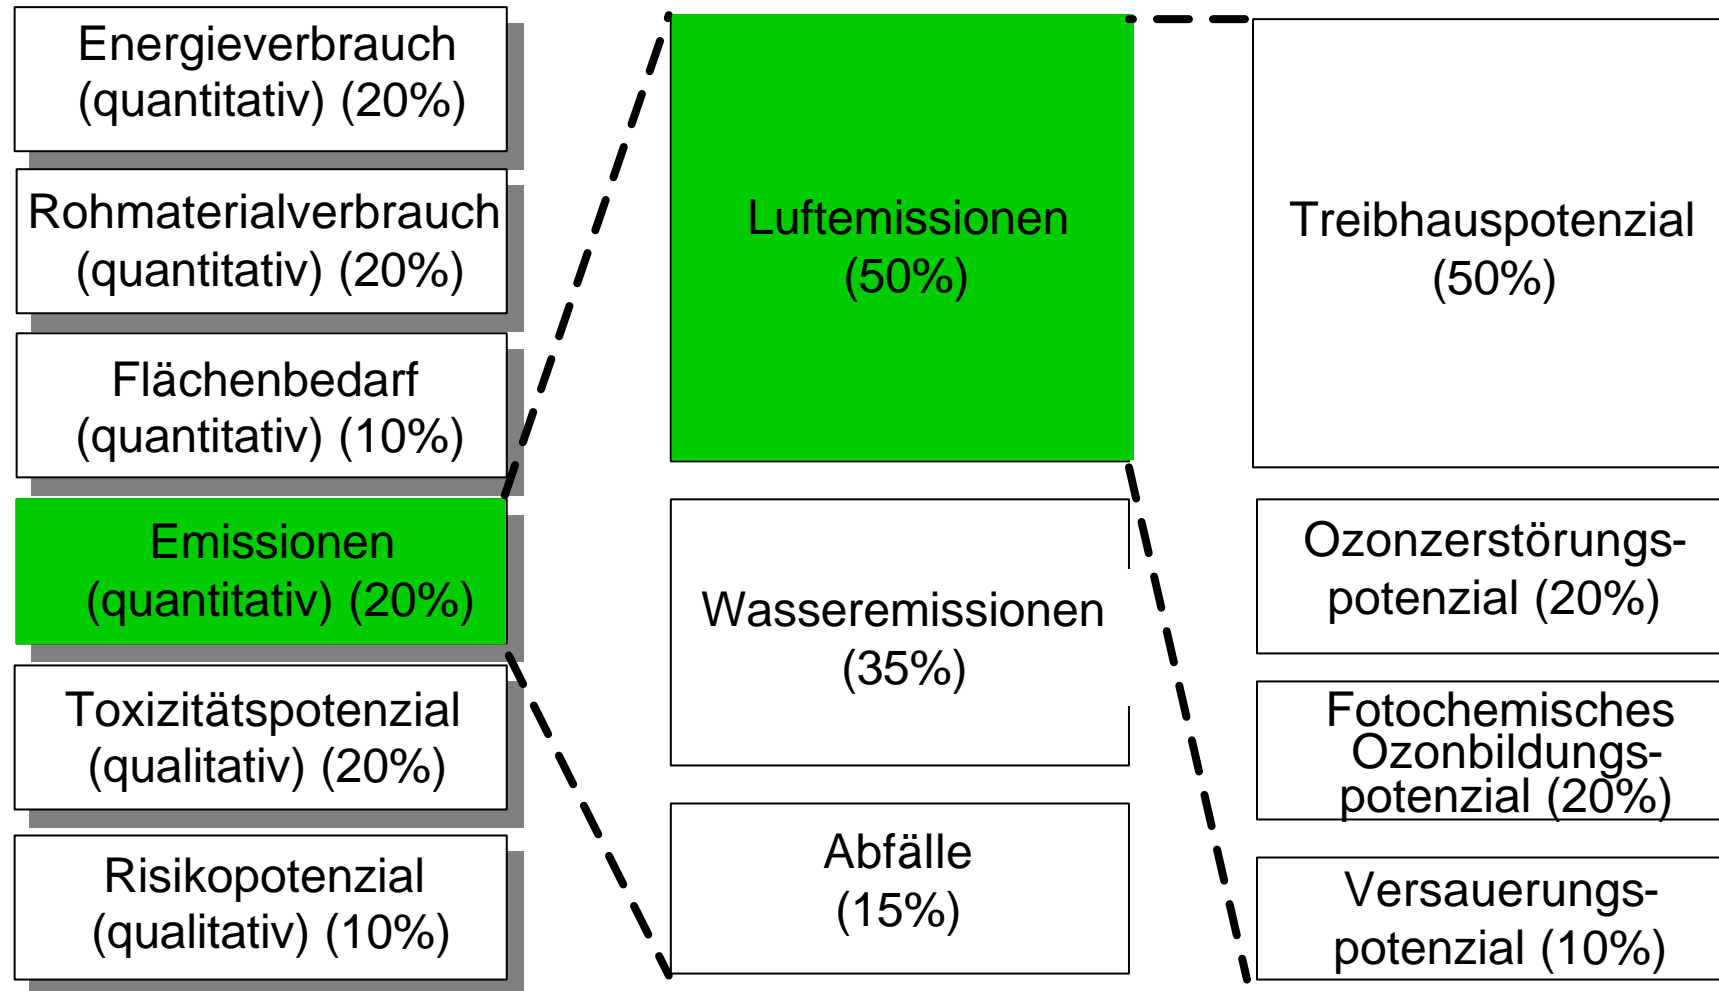 Energieverbrauch
(quantitativ) (20%)
Rohmaterialverbrauch
(quantitativ) (20%)
Flächenbedarf
(quantitativ) (10%)
Emissionen
(quantitativ) (20%)
Toxizitätspotenzial
(qualitativ) (20%)
Risikopotenzial
(qualitativ) (10%)
Luftemissionen
(50%)
Wasseremissionen
(35%)
Abfälle
(15%)
Treibhauspotenzial
(50%)
Ozonzerstörungs-
potenzial (20%)
Fotochemisches
Ozonbildungs-
potenzial (20%)
Versauerungs-
potenzial (10%)